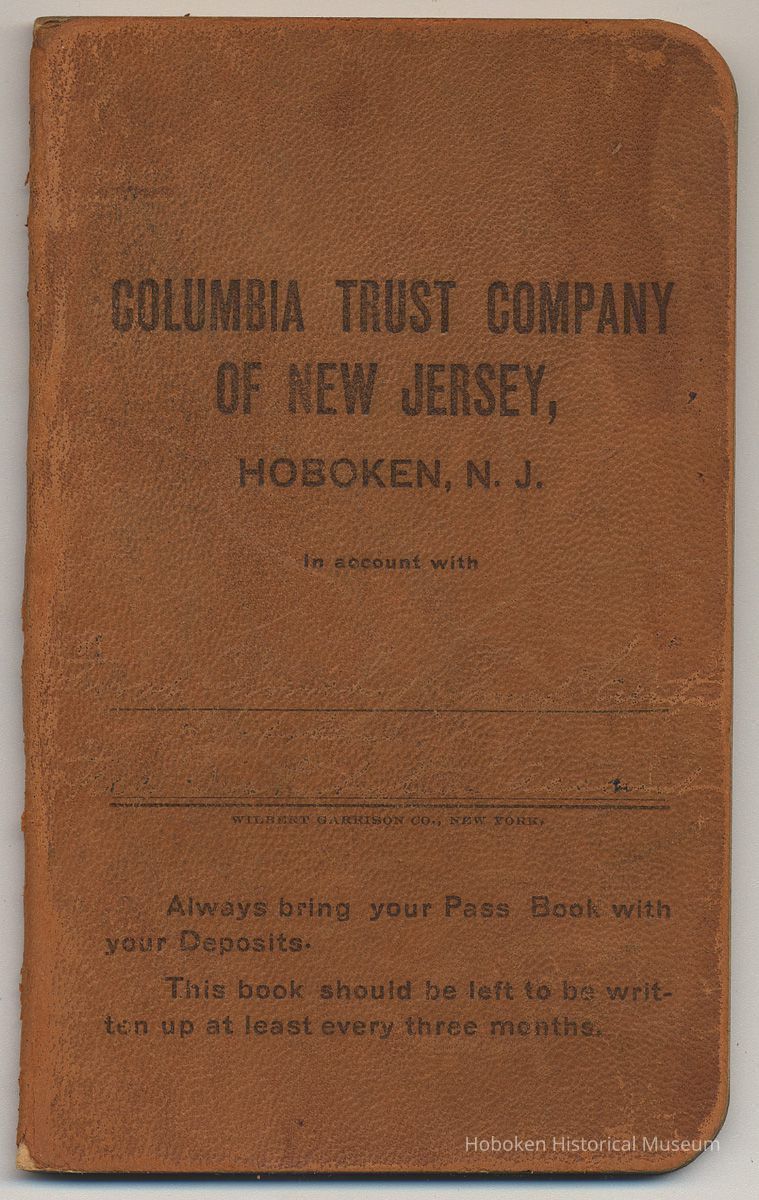 COLUMBIA TRUST COMPANY
OF NEW JERSEY,
HOBOKEN, N. J.
In account with
WILBERT GARRISON CO., NEW YORK.
Always bring your Pass Book with
your Deposits.
This book should be left to be writ-
ten up at least every three months.
Hoboken Historical Museum